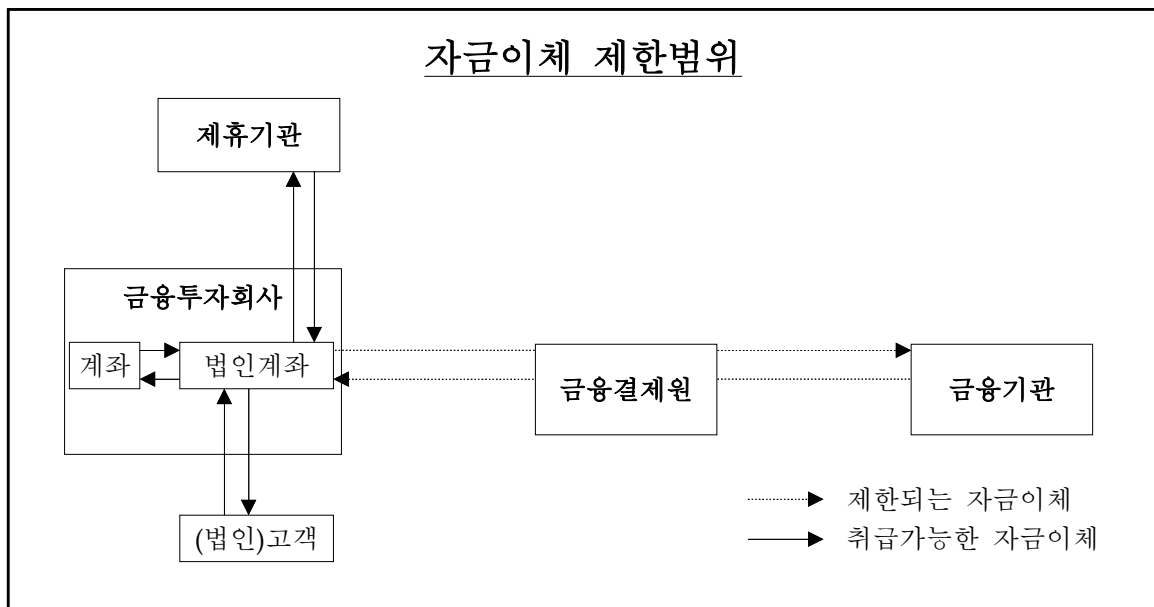 자금이체 제한범위
제휴기관
금융투자회사
계좌
법인계좌
금융결제원
금융기관
(법인)고객
제한되는 자금이체
취급가능한 자금이체